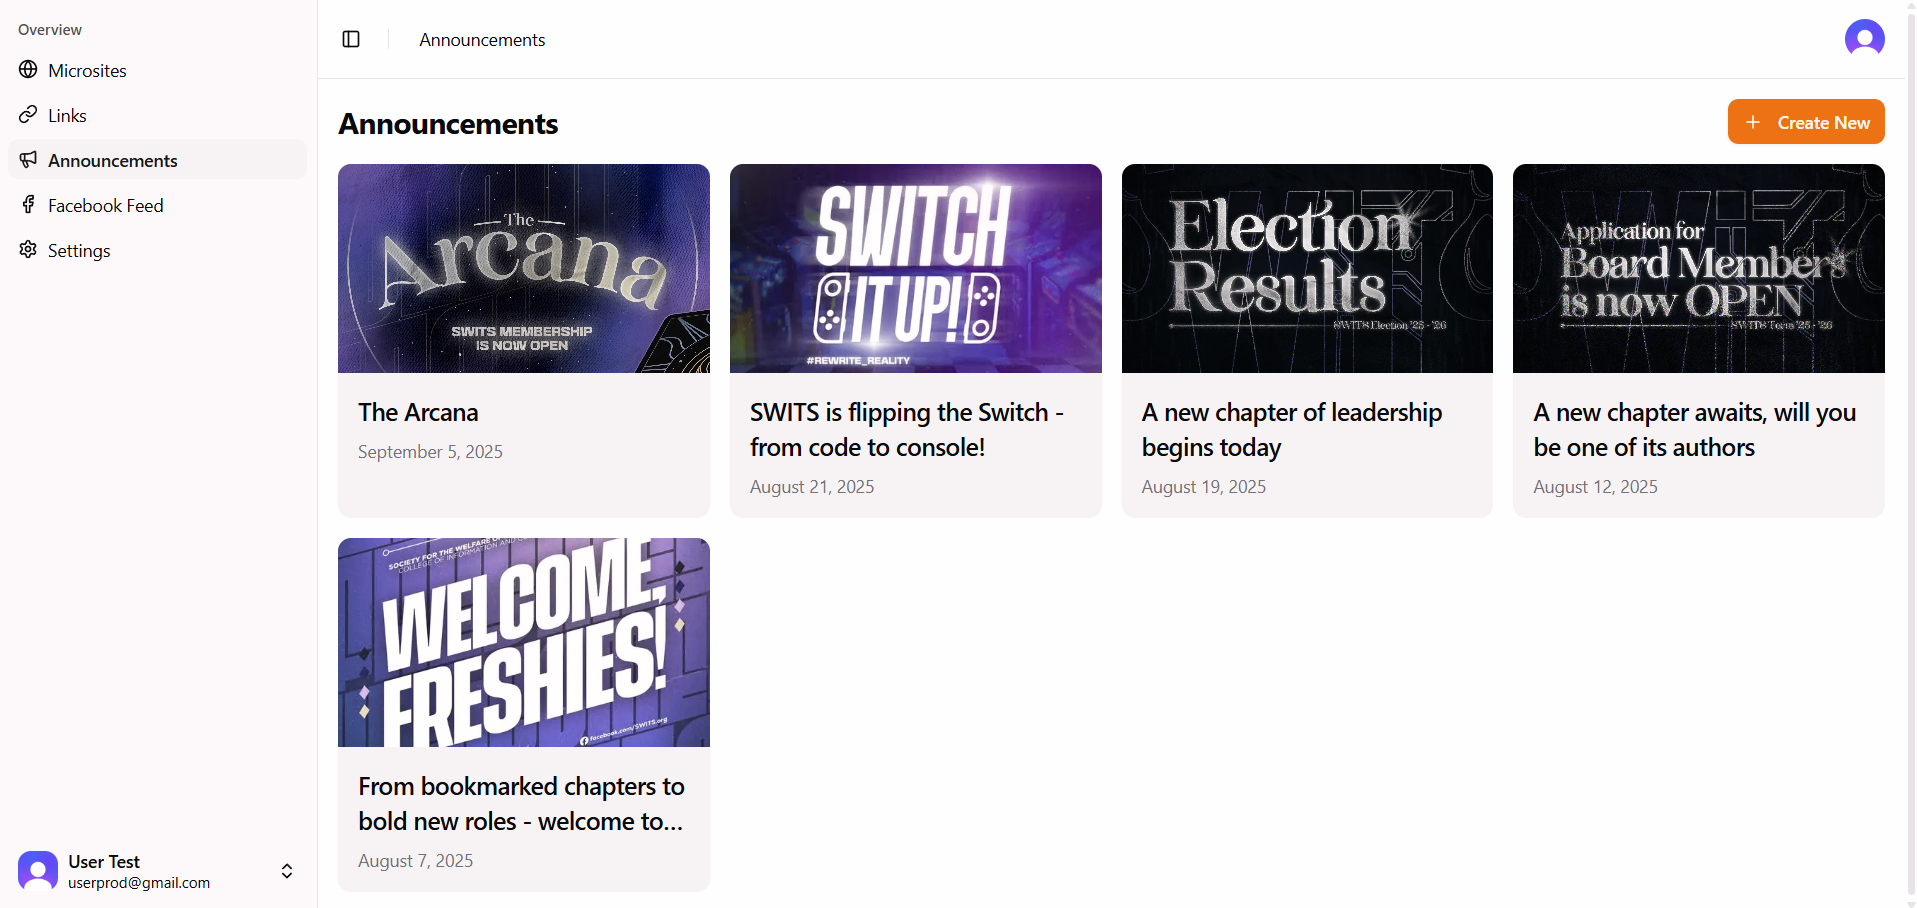 Overview
Microsites
Links
Announcements
Facebook Feed
Settings
User Test
userprod@gmail.com
Announcements
Announcements
Create New
The
Arcana
SWITS MEMBERSHIP
IS NOW OPEN
The Arcana
September 5, 2025
SWITCH
IT UP!
#REWRITE_REALITY
SWITS is flipping the Switch -
from code to console!
August 21, 2025
Election
Results
SWITS Election '25 - '26
A new chapter of leadership
begins today
August 19, 2025
Application for
Board Members
is now OPEN
SWITS Term '25 - '26
A new chapter awaits, will you
be one of its authors
August 12, 2025
SOCIETY FOR THE WELFARE OF
COLLEGE OF INFORMATION AND
WELCOME,
FRESHIES!
facebook.com/SWITS.org
From bookmarked chapters to
bold new roles - welcome to...
August 7, 2025